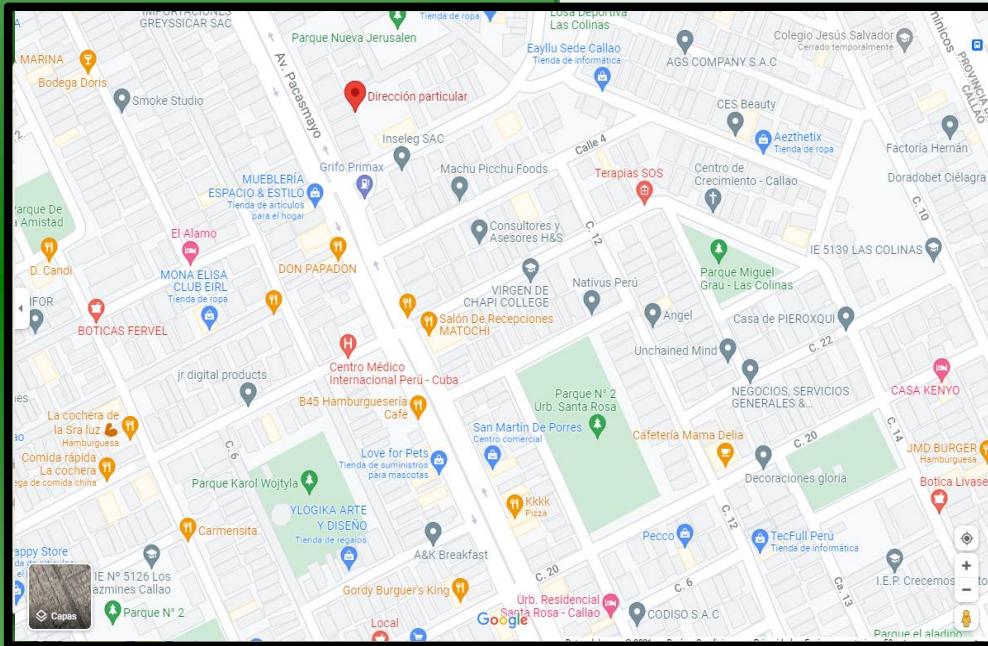 GREYSSICAR SAC
Tienda de ropa
Losa Deportiva
Las Colinas
Parque Nueva Jerusalen
Colegio Jesús Salvador
Cerrado temporalmente
MARINA
Bodega Doris
Av. Pacasmayo
Eayllu Sede Callao
Tienda de informática
AGS COMPANY S.A.C
PROVINCIA
CALLAO
Smoke Studio
Dirección particular
CES Beauty
Aezthetix
Tienda de ropa
Factoría Hernán
Inseleg SAC
Calle 4
Grifo Primax
Machu Picchu Foods
Terapias SOS
Centro de
Crecimiento - Callao
Doradobet Ciélagra
MUEBLERÍA
ESPACIO & ESTILO
Tienda de artículos
para el hogar
C. 10
Parque De
Amistad
El Alamo
Consultores y
Asesores H&S
C. 12
IE 5139 LAS COLINAS
D. Candi
MONA ELISA
CLUB EIRL
Tienda de ropa
DON PAPADON
VIRGEN DE
CHAPI COLLEGE
Nativus Perú
Parque Miguel
Grau - Las Colinas
IFOR
BOTICAS FERVEL
Salón De Recepciones
MATOCHI
Angel
Casa de PIEROXQUI
Centro Médico
Internacional Perú - Cuba
Unchained Mind
C. 22
jr digital products
B45 Hamburguesería
Café
Parque N° 2
Urb. Santa Rosa
NEGOCIOS, SERVICIOS
GENERALES &...
CASA KENYO
La cochera de
la Sra luz
Hamburguesa
C. 6
San Martín De Porres
Centro comercial
Cafetería Mama Delia
C. 20
C. 14
Comida rápida
La cochera
ega de comida china
Love for Pets
Tienda de suministros
para mascotas
JMD BURGER
Hamburguesa
Parque Karol Wojtyla
Decoraciones gloria
Botica Livase
YLOGIKA ARTE
Y DISEÑO
Tienda de regalos
Kkkk
Pizza
C. 12
Carmensita
Pecco
TecFull Perú
Tienda de informática
appy Store
A&K Breakfast
C. 20
C. 6
IE Nº 5126 Los
azmines Callao
Gordy Burguer's King
Ca. 13
I.E.P. Crecemos
Capas
Parque N° 2
Local
Google
Urb. Residencial
Santa Rosa - Callao
CODISO S.A.C
Parque el aladino